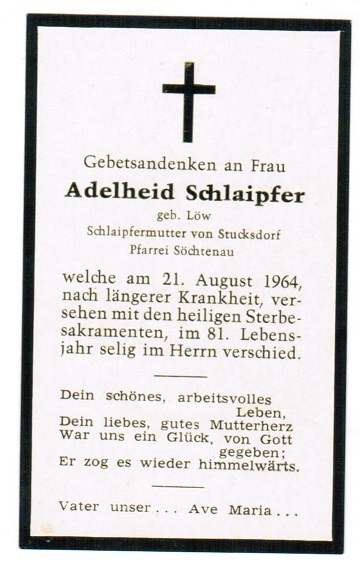 Gebetsandenken an Frau
Adelheid Schlaipfer
geb. Löw
Schlaipfermutter von Stucksdorf
Pfarrei Söchtenau
welche am 21. August 1964,
nach längerer Krankheit, ver-
sehen mit den heiligen Sterbe-
sakramenten, im 81. Lebens-
jahr selig im Herrn verschied.
Dein schönes, arbeitsvolles
Leben,
Dein liebes, gutes Mutterherz
War uns ein Glück, von Gott
gegeben;
Er zog es wieder himmelwärts.
Vater unser... Ave Maria...